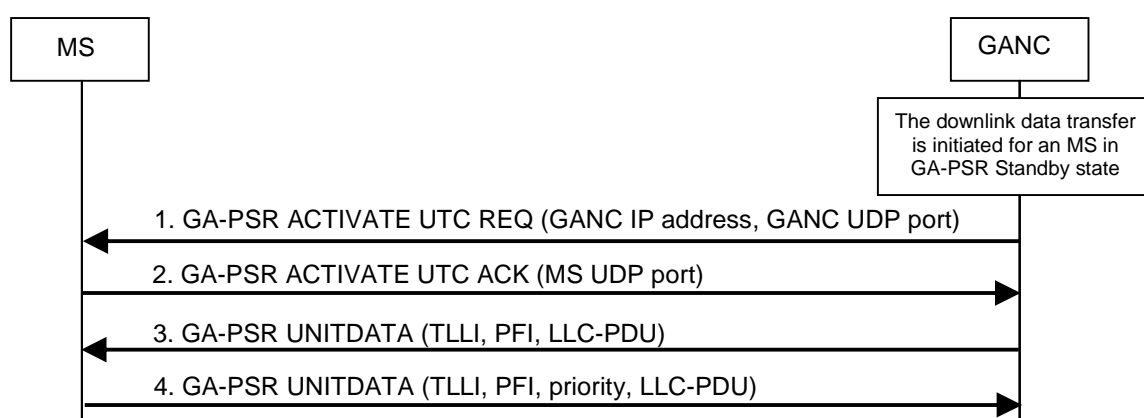 MS
GANC
The downlink data transfer
is initiated for an MS in
GA-PSR Standby state
1. GA-PSR ACTIVATE UTC REQ (GANC IP address, GANC UDP port)
2. GA-PSR ACTIVATE UTC ACK (MS UDP port)
3. GA-PSR UNITDATA (TLLI, PFI, LLC-PDU)
4. GA-PSR UNITDATA (TLLI, PFI, priority, LLC-PDU)